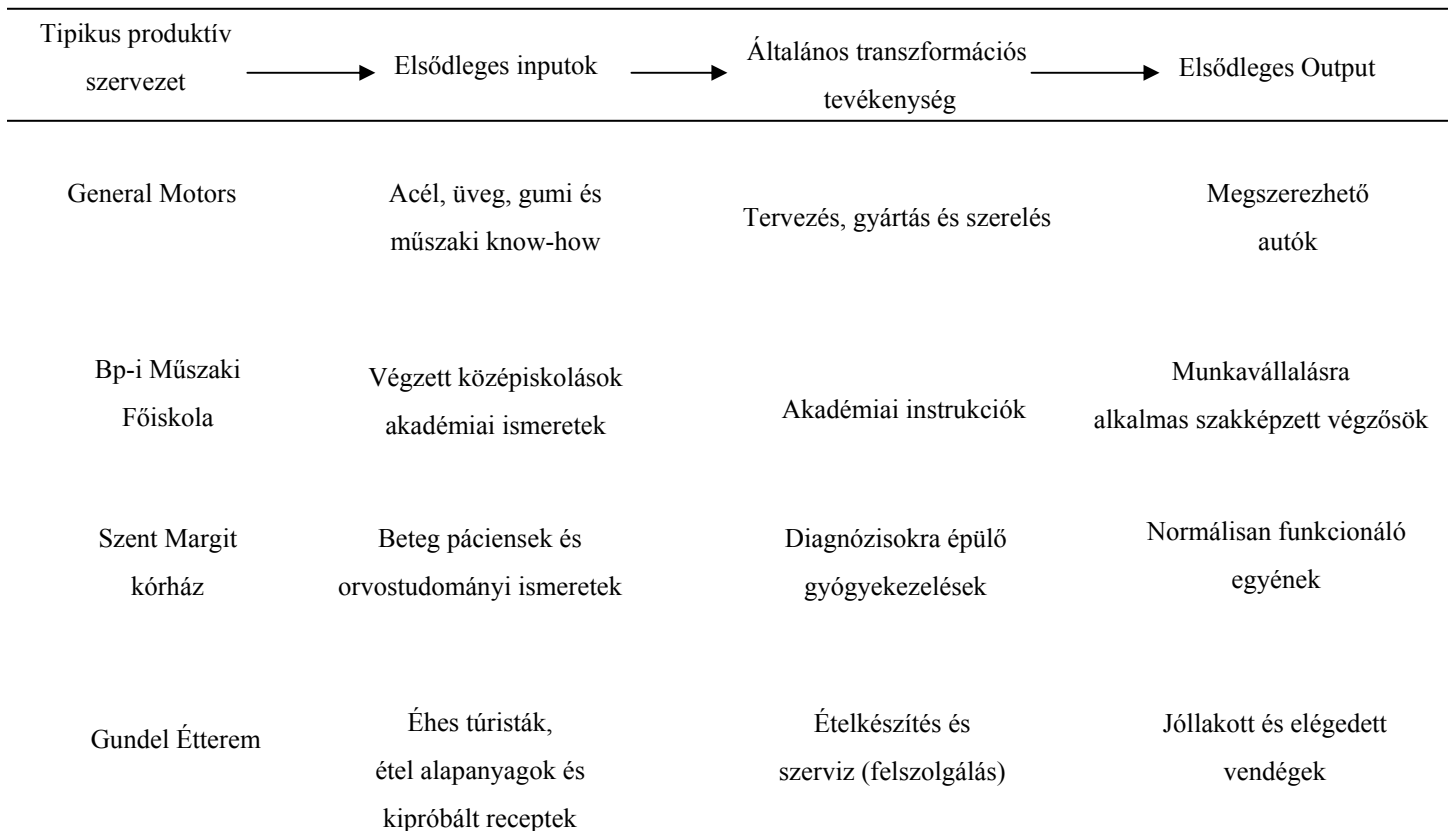 Tipikus produktív
szervezet
Elsődleges inputok
Általános transzformációs
tevékenység
Elsődleges Output
General Motors
Acél, üveg, gumi és
műszaki know-how
Tervezés, gyártás és szerelés
Megszerezhető
autók
Bp-i Műszaki
Főiskola
Végzett középiskolások
akadémiai ismeretek
Akadémiai instrukciók
Munkavállalásra
alkalmas szakképzett végzősök
Szent Margit
kórház
Beteg páciensek és
orvostudományi ismeretek
Diagnózisokra épülő
gyógyekezelések
Normálisan funkcionáló
egyének
Gundel Étterem
Éhes túristák,
étel alapanyagok és
kipróbált receptek
Ételkészítés és
szerviz (felszolgálás)
Jóllakott és elégedett
vendégek